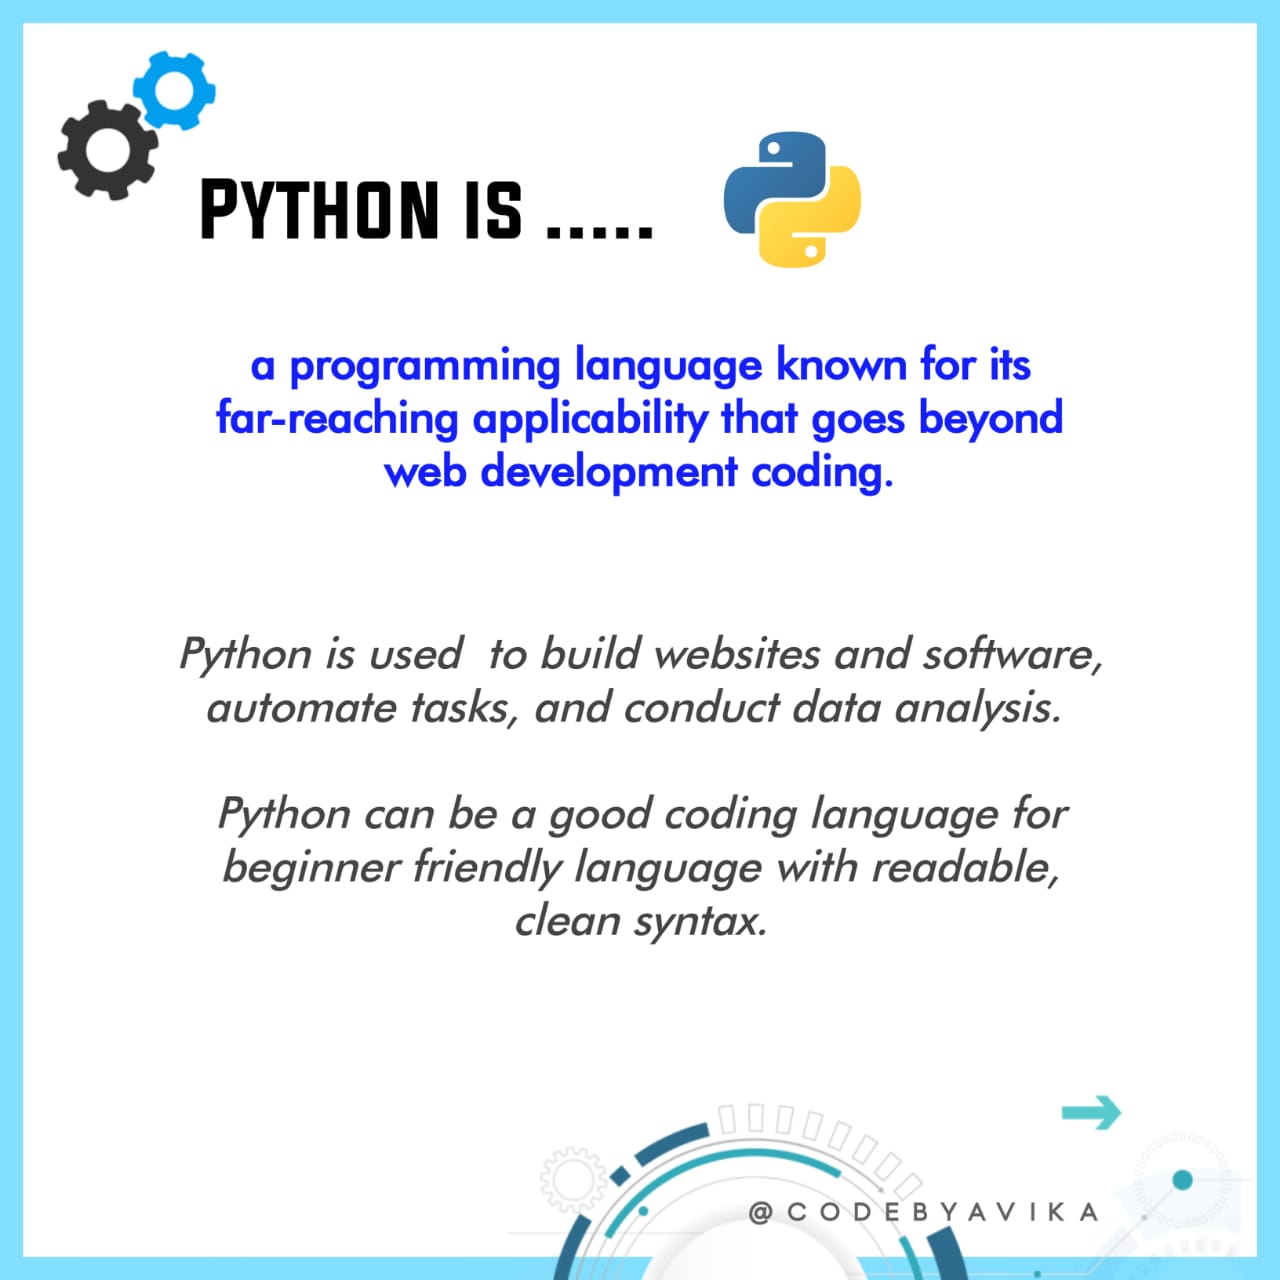 Python is .....
a programming language known for its
far-reaching applicability that goes beyond
web development coding.
Python is used  to build websites and software,
automate tasks, and conduct data analysis.
Python can be a good coding language for
beginner friendly language with readable,
clean syntax.
@CODEBYAVIKA